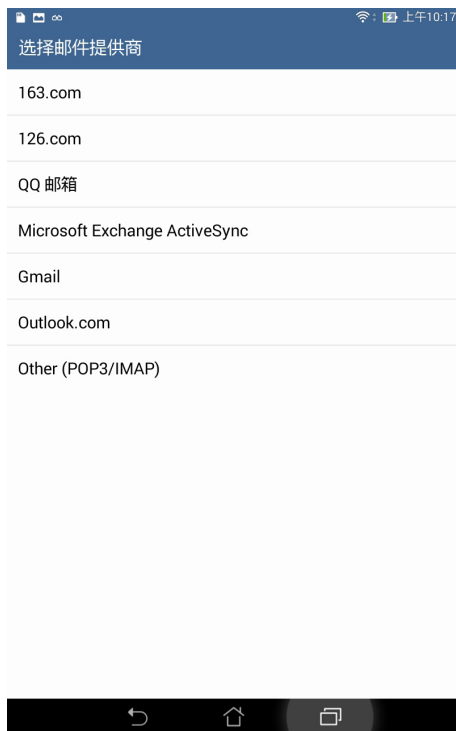 上午10:17
选择邮件提供商
163.com
126.com
QQ 邮箱
Microsoft Exchange ActiveSync
Gmail
Outlook.com
Other (POP3/IMAP)